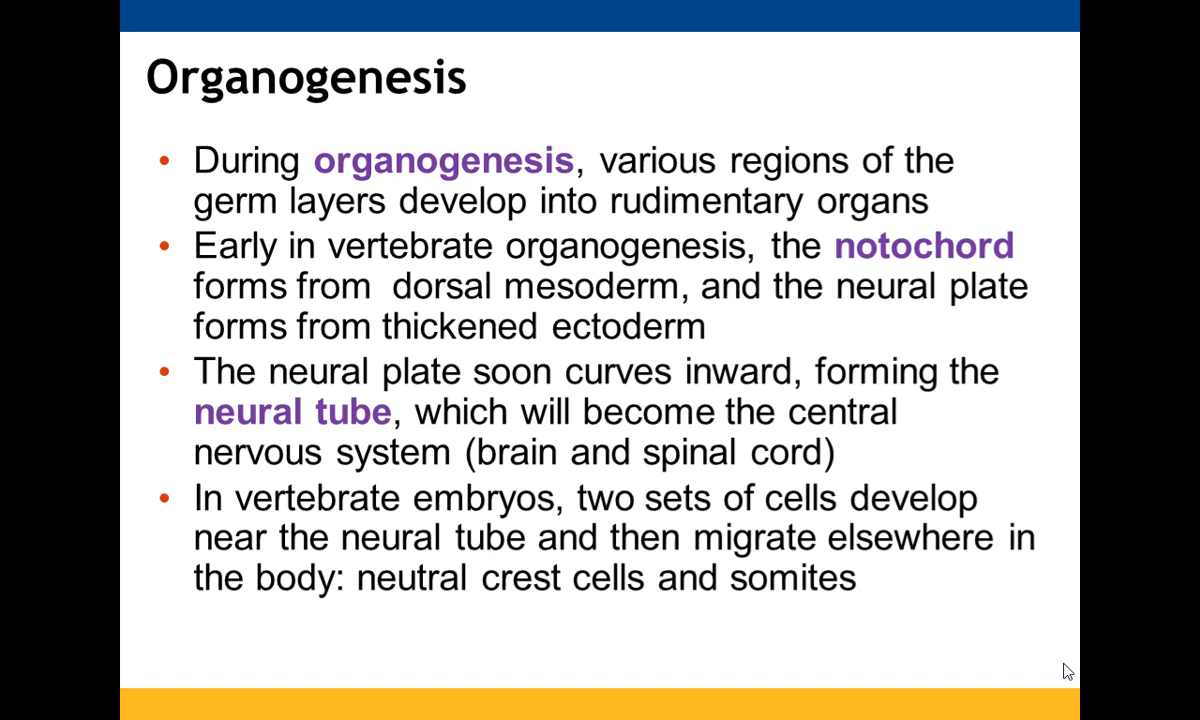 Organogenesis
• During organogenesis, various regions of the
germ layers develop into rudimentary organs
• Early in vertebrate organogenesis, the notochord
forms from  dorsal mesoderm, and the neural plate
forms from thickened ectoderm
• The neural plate soon curves inward, forming the
neural tube, which will become the central
nervous system (brain and spinal cord)
• In vertebrate embryos, two sets of cells develop
near the neural tube and then migrate elsewhere in
the body: neutral crest cells and somites